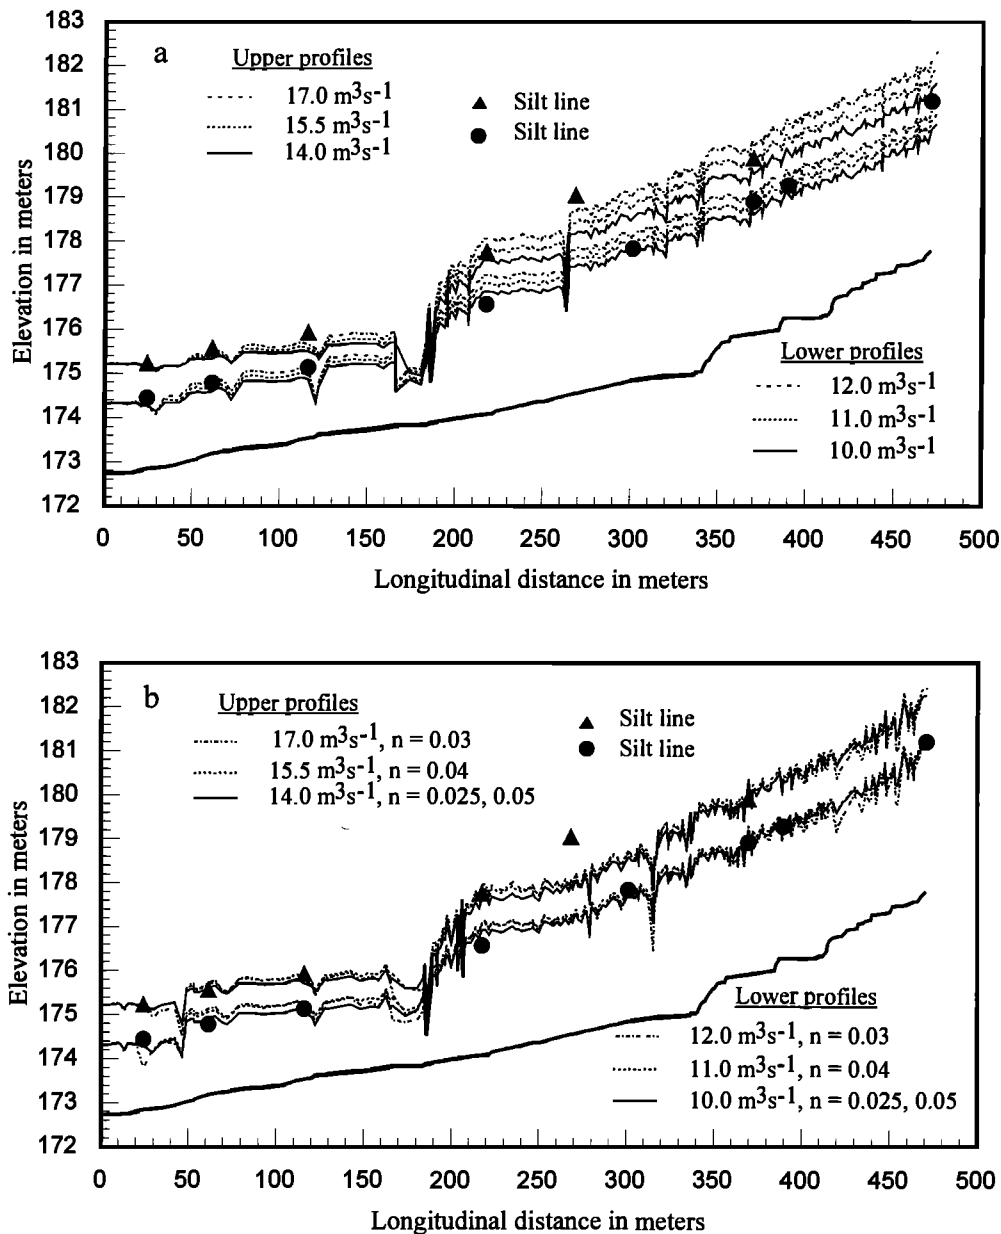 183
182
181
180
179
178
177
176
175
174
173
172
Elevation in meters
a
Upper profiles
17.0 m³s⁻¹
15.5 m³s⁻¹
14.0 m³s⁻¹
Silt line
Silt line
Lower profiles
12.0 m³s⁻¹
11.0 m³s⁻¹
10.0 m³s⁻¹
0 50 100 150 200 250 300 350 400 450 500
Longitudinal distance in meters
183
182
181
180
179
178
177
176
175
174
173
172
Elevation in meters
b
Upper profiles
17.0 m³s⁻¹, n = 0.03
15.5 m³s⁻¹, n = 0.04
14.0 m³s⁻¹, n = 0.025, 0.05
Silt line
Silt line
Lower profiles
12.0 m³s⁻¹, n = 0.03
11.0 m³s⁻¹, n = 0.04
10.0 m³s⁻¹, n = 0.025, 0.05
0 50 100 150 200 250 300 350 400 450 500
Longitudinal distance in meters